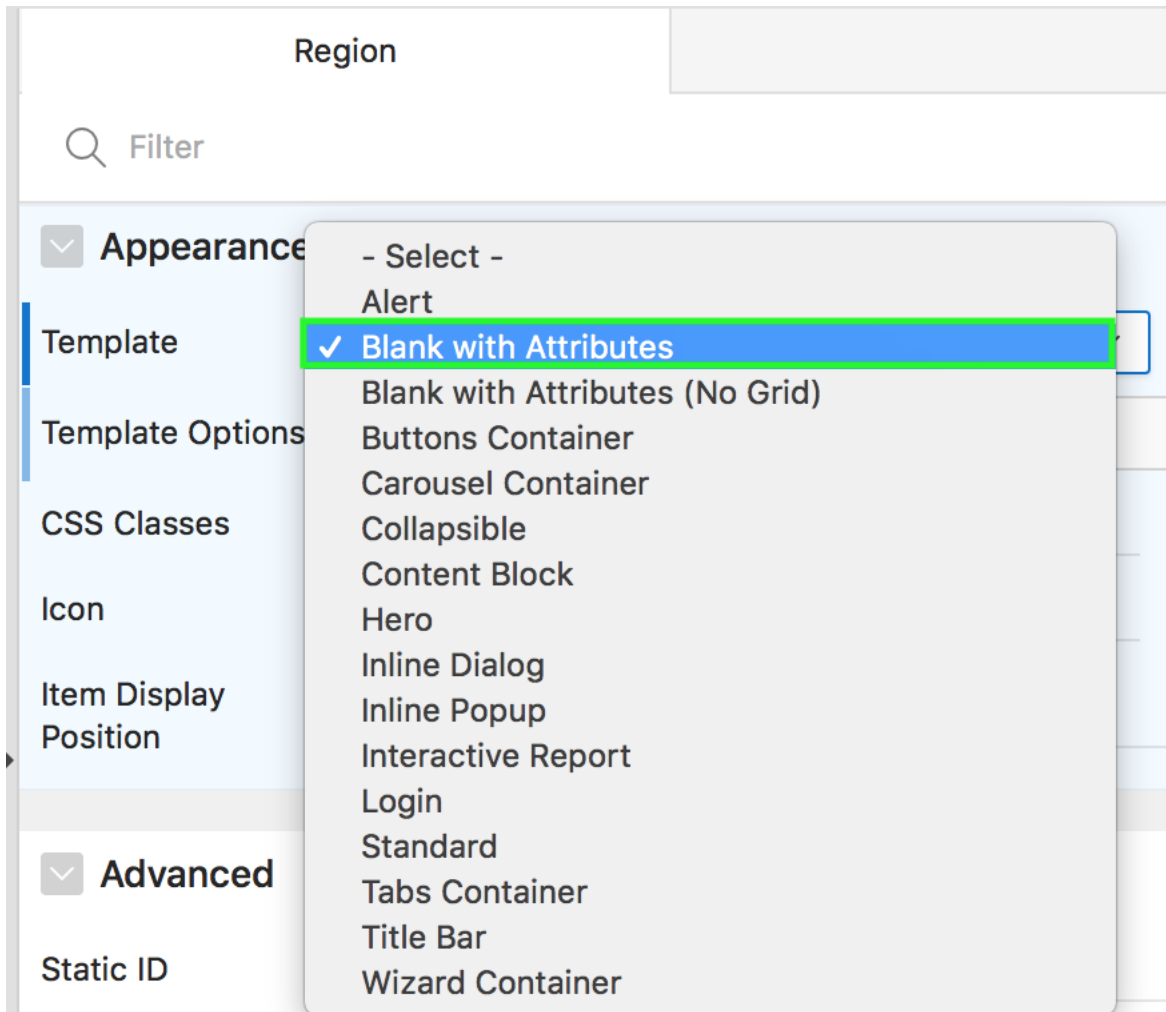 Region
Filter
Appearance
- Select -
Alert
Template
✓ Blank with Attributes
Blank with Attributes (No Grid)
Template Options
Buttons Container
Carousel Container
CSS Classes
Collapsible
Content Block
Icon
Hero
Inline Dialog
Item Display
Position
Inline Popup
Interactive Report
Login
Standard
Advanced
Tabs Container
Title Bar
Static ID
Wizard Container